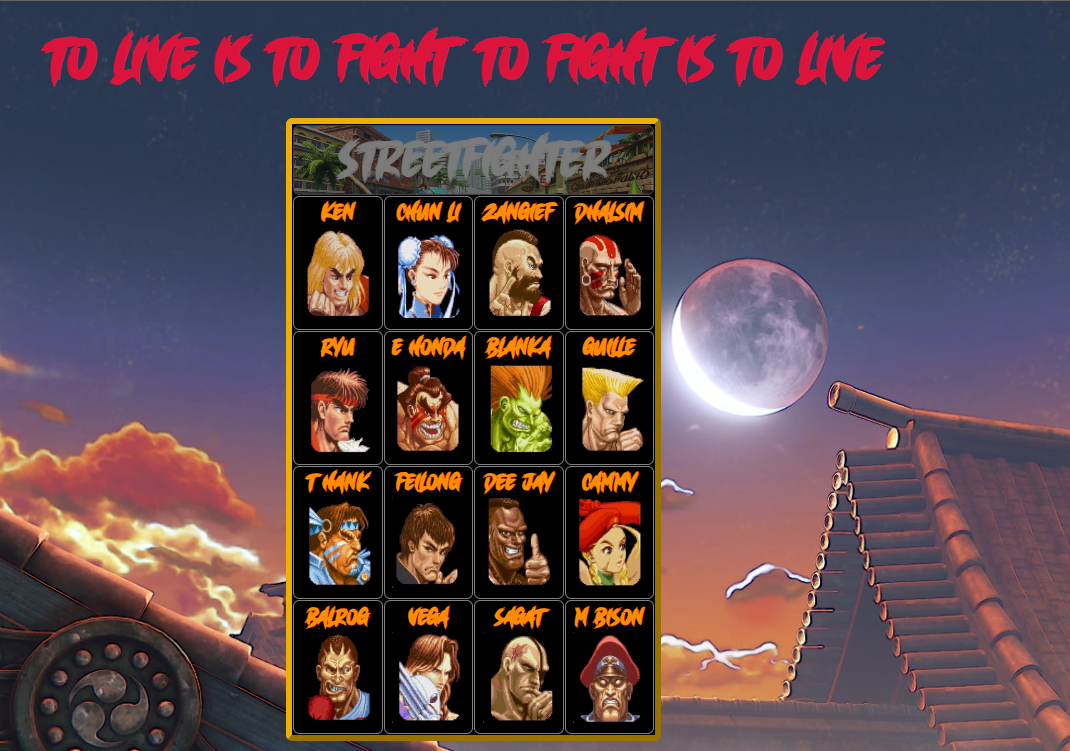 TO LIVE IS TO FIGHT TO FIGHT IS TO LIVE
STREETFIGHTER
KEN CHUN LI ZANGIEF DHALSIM
RYU E HONDA BLANKA GUILLE
T HANK FEILONG DEE JAY CAMMY
BALROG VEGA SAGAT M BISON